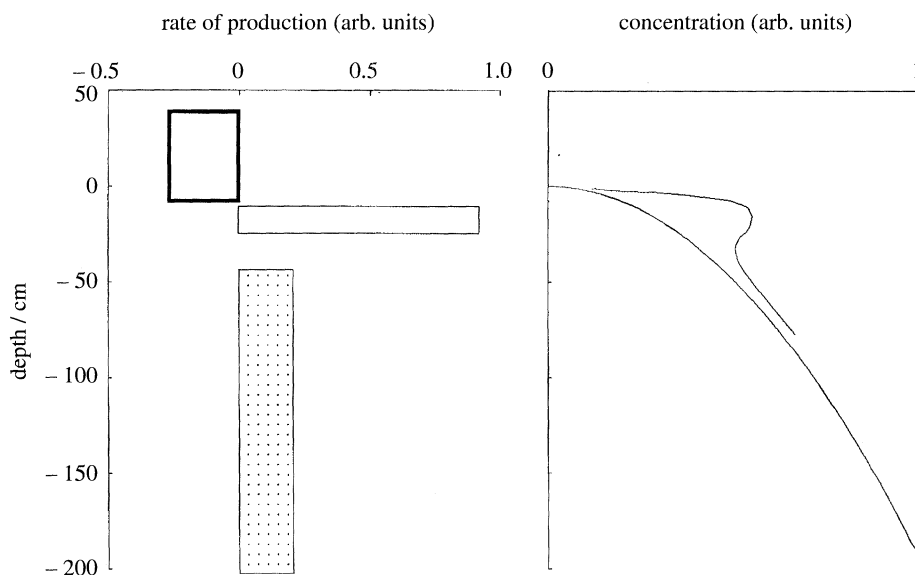 rate of production (arb. units)
concentration (arb. units)
– 0.5 0 0.5 1.0
0 1
50
0
– 50
– 100
– 150
– 200
depth / cm